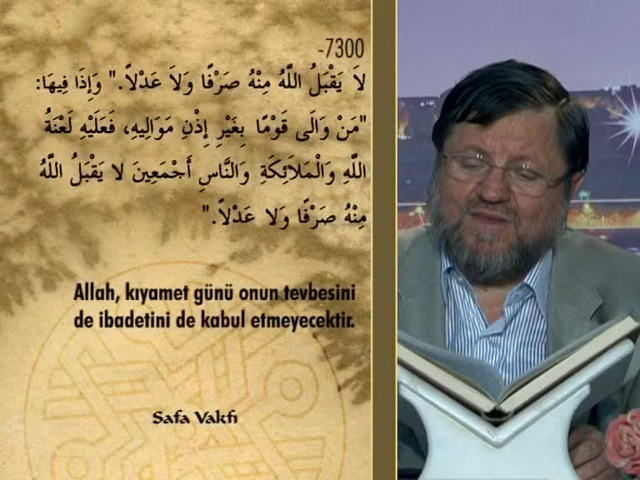 -7300
لاَ يَقْبَلُ اللَّهُ مِنْهُ صَرْفًا وَلاَ عَدْلاً." وَإِذَا فِيهَا:
"مَنْ وَالَى قَوْمًا بِغَيْرِ إِذْنِ مَوَالِيهِ، فَعَلَيْهِ لَعْنَةُ
اللَّهِ وَالْمَلاَئِكَةِ وَالنَّاسِ أَجْمَعِينَ لا يَقْبَلُ اللَّهُ
مِنْهُ صَرْفًا وَلا عَدْلاً."
Allah, kıyamet günü onun tevbesini
de ibadetini de kabul etmeyecektir.
Safa Vakfı